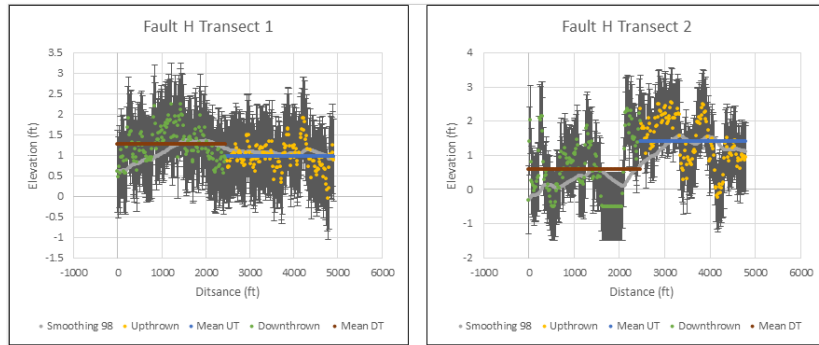 Fault H Transect 1
3.5
3
2.5
2
1.5
1
0.5
0
-0.5
-1
-1.5
Elevation (ft)
-1000 0 1000 2000 3000 4000 5000 6000
Ditsance (ft)
Smoothing 98 Upthrown Mean UT Downthrown Mean DT
Fault H Transect 2
4
3
2
1
0
-1
-2
Elevation (ft)
-1000 0 1000 2000 3000 4000 5000 6000
Distance (ft)
Smoothing 98 Upthrown Mean UT Downthrown Mean DT